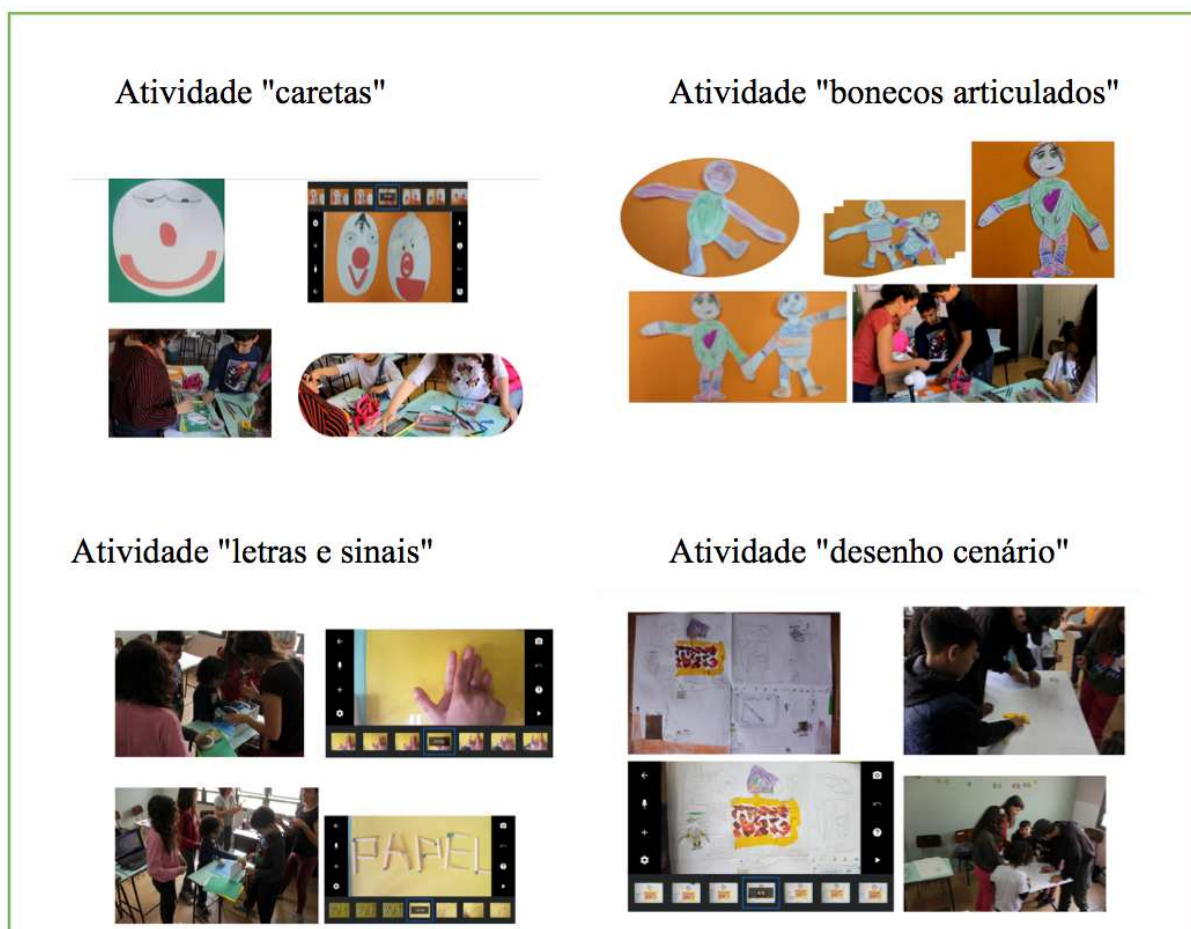 Atividade "caretas"
Atividade "bonecos articulados"
Atividade "letras e sinais"
Atividade "desenho cenário"
PAPEL